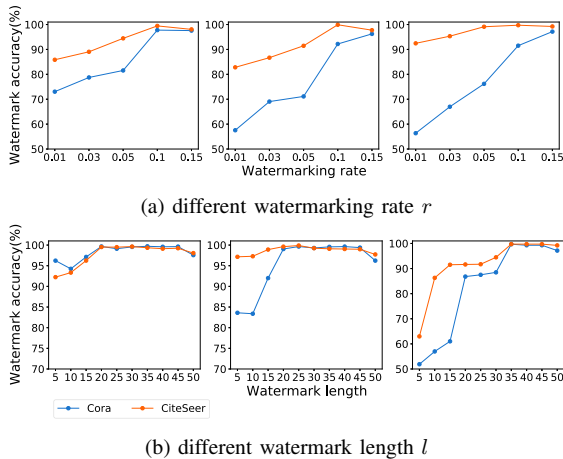 Watermark accuracy(%)
100
90
80
70
60
50
0.01 0.03 0.05 0.1 0.15
100
90
80
70
60
50
0.01 0.03 0.05 0.1 0.15
100
90
80
70
60
50
0.01 0.03 0.05 0.1 0.15
Watermarking rate
(a) different watermarking rate r
Watermark accuracy(%)
100
95
90
85
80
75
70
5 10 15 20 25 30 35 40 45 50
100
95
90
85
80
75
70
5 10 15 20 25 30 35 40 45 50
100
90
80
70
60
50
5 10 15 20 25 30 35 40 45 50
Watermark length
Cora CiteSeer
(b) different watermark length l